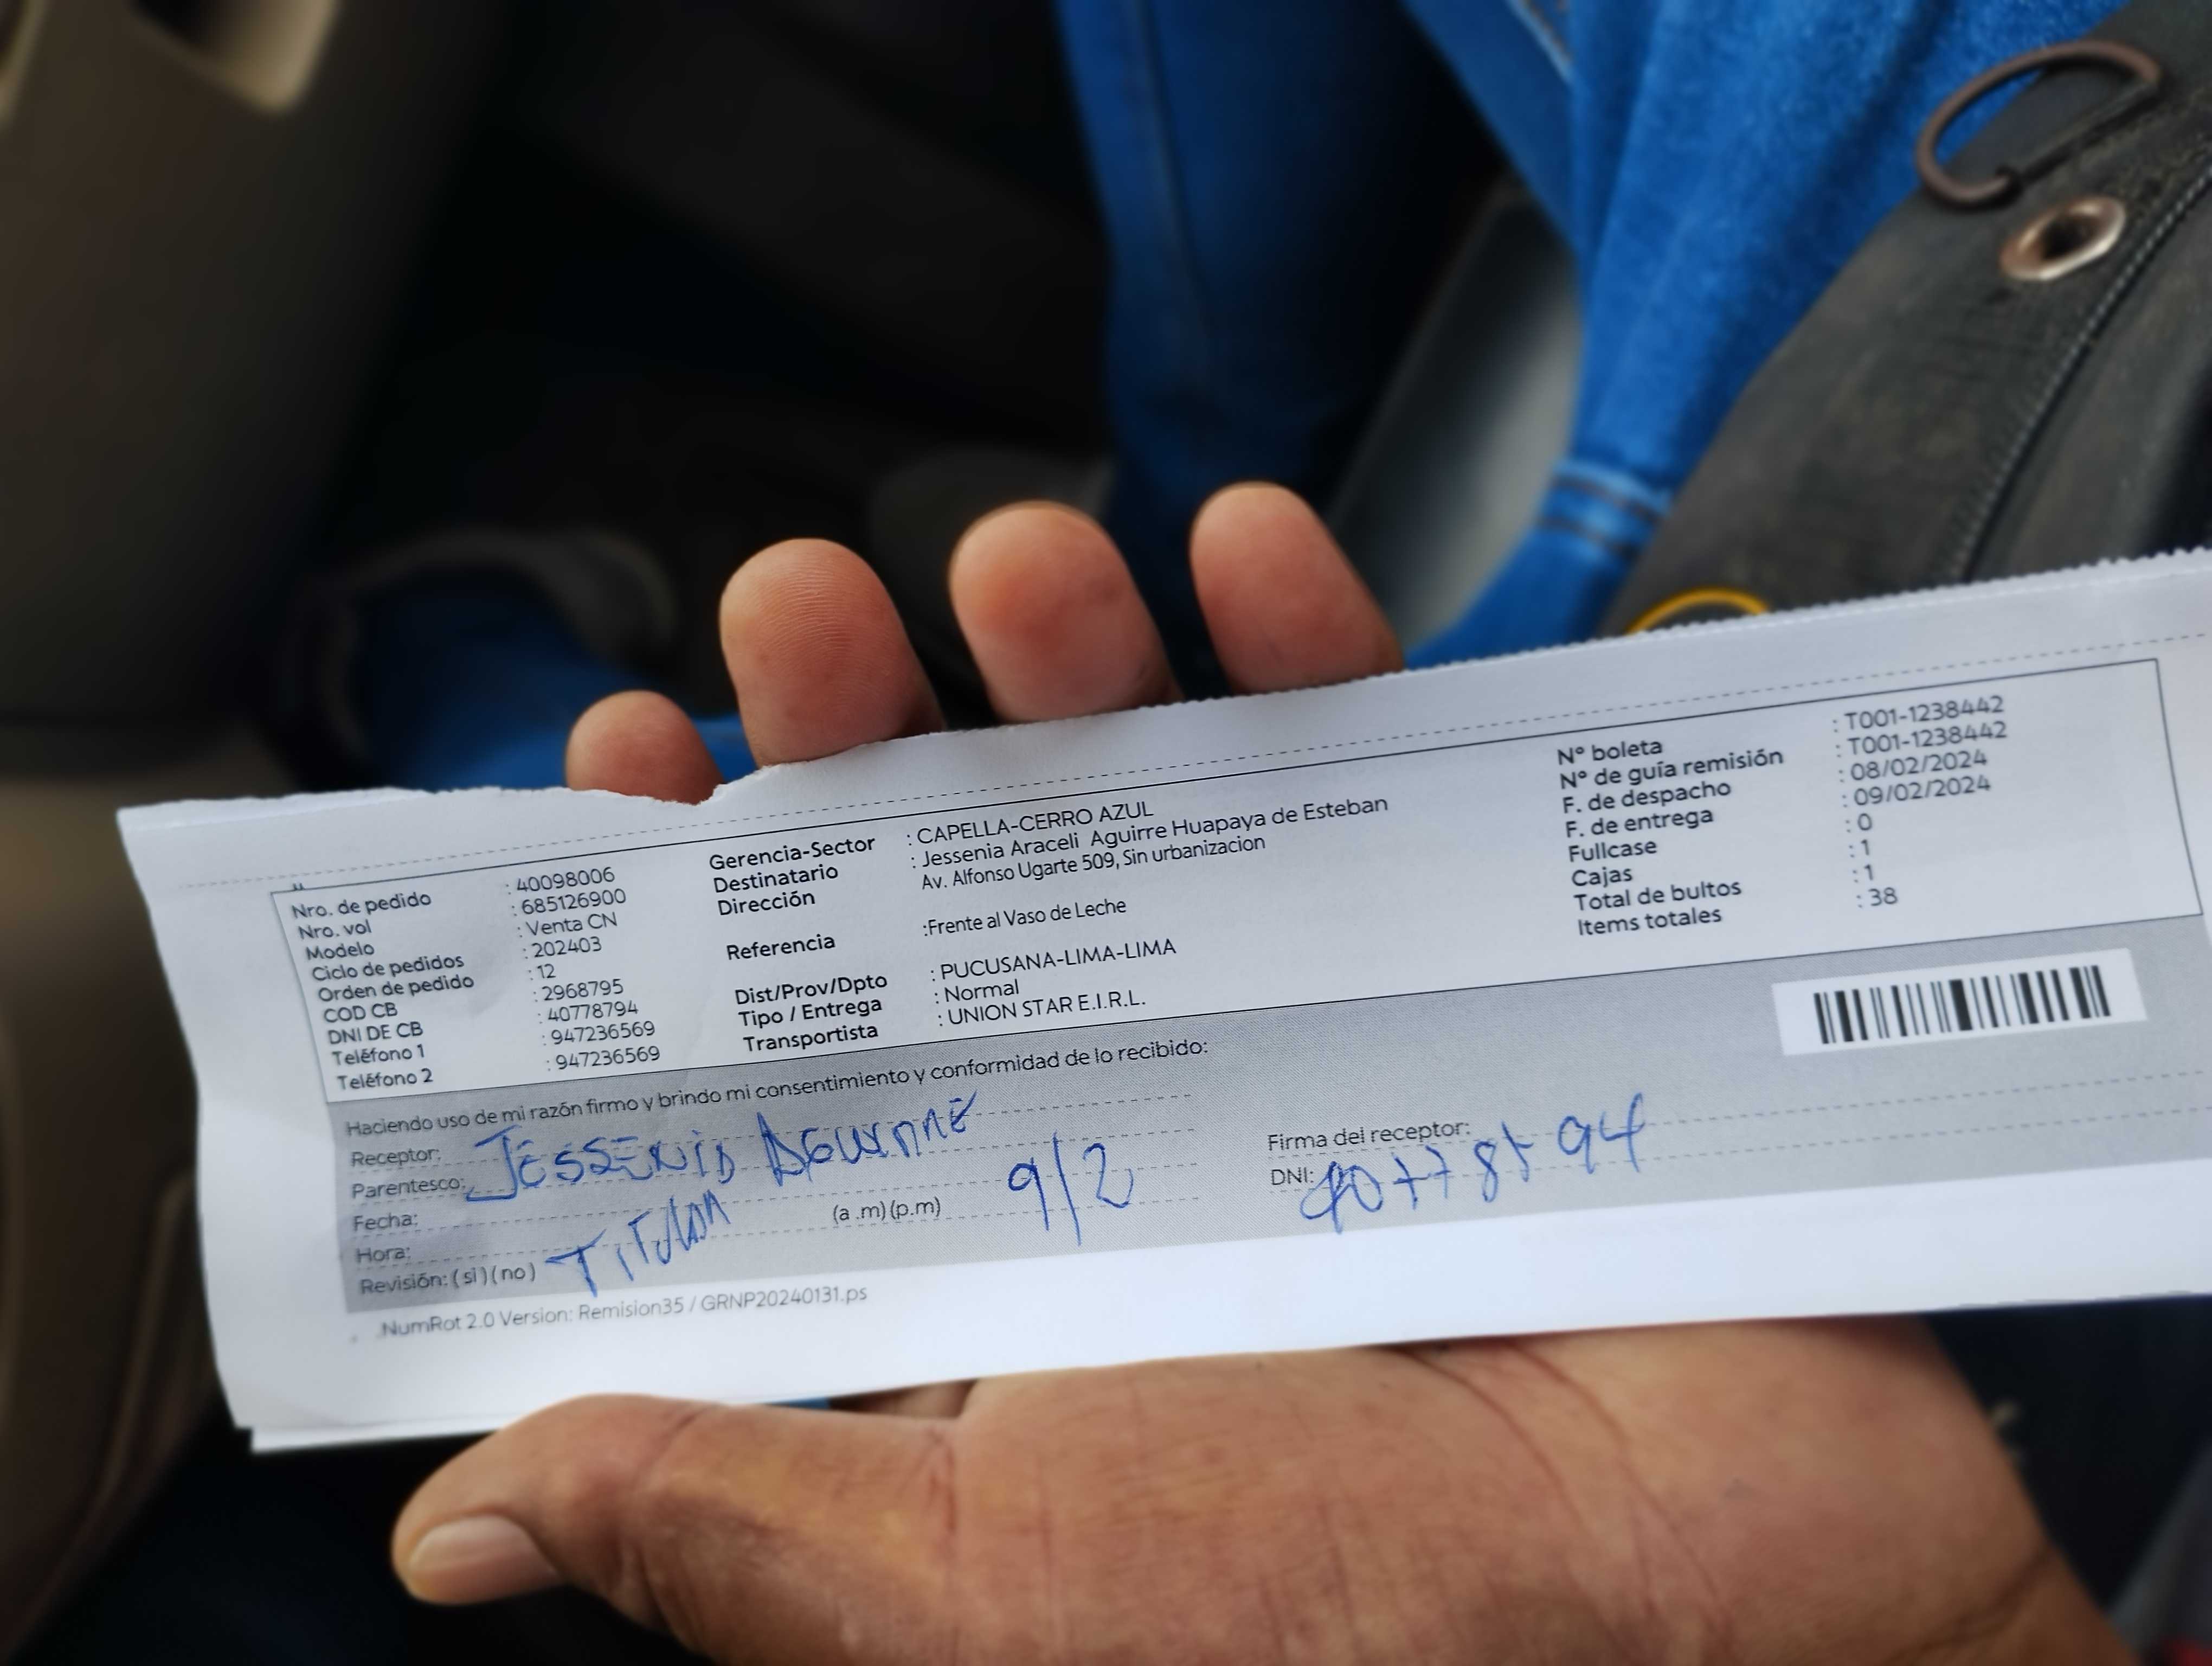 Nro. de pedido : 40098006
Nro. vol : 685126900
Modelo : Venta CN
Ciclo de pedidos : 202403
Orden de pedido : 12
COD CB : 2968795
DNI DE CB : 40778794
Teléfono 1 : 947236569
Teléfono 2 : 947236569
Gerencia-Sector : CAPELLA-CERRO AZUL
Destinatario : Jessenia Araceli Aguirre Huapaya de Esteban
Dirección Av. Alfonso Ugarte 509, Sin urbanizacion
Referencia :Frente al Vaso de Leche
Dist/Prov/Dpto : PUCUSANA-LIMA-LIMA
Tipo / Entrega : Normal
Transportista : UNION STAR E.I.R.L.
N° boleta : T001-1238442
N° de guía remisión : T001-1238442
F. de despacho : 08/02/2024
F. de entrega : 09/02/2024
Fullcase : 0
Cajas : 1
Total de bultos : 1
Items totales : 38
Haciendo uso de mi razón firmo y brindo mi consentimiento y conformidad de lo recibido:
Receptor: JESSENIA AGUIRRE
Parentesco:
Fecha: 9/2
Hora: (a .m) (p.m)
Revisión: ( si ) ( no ) TITULAR
Firma del receptor:
DNI: 40778794
NumRot 2.0 Version: Remision35 / GRNP20240131.ps